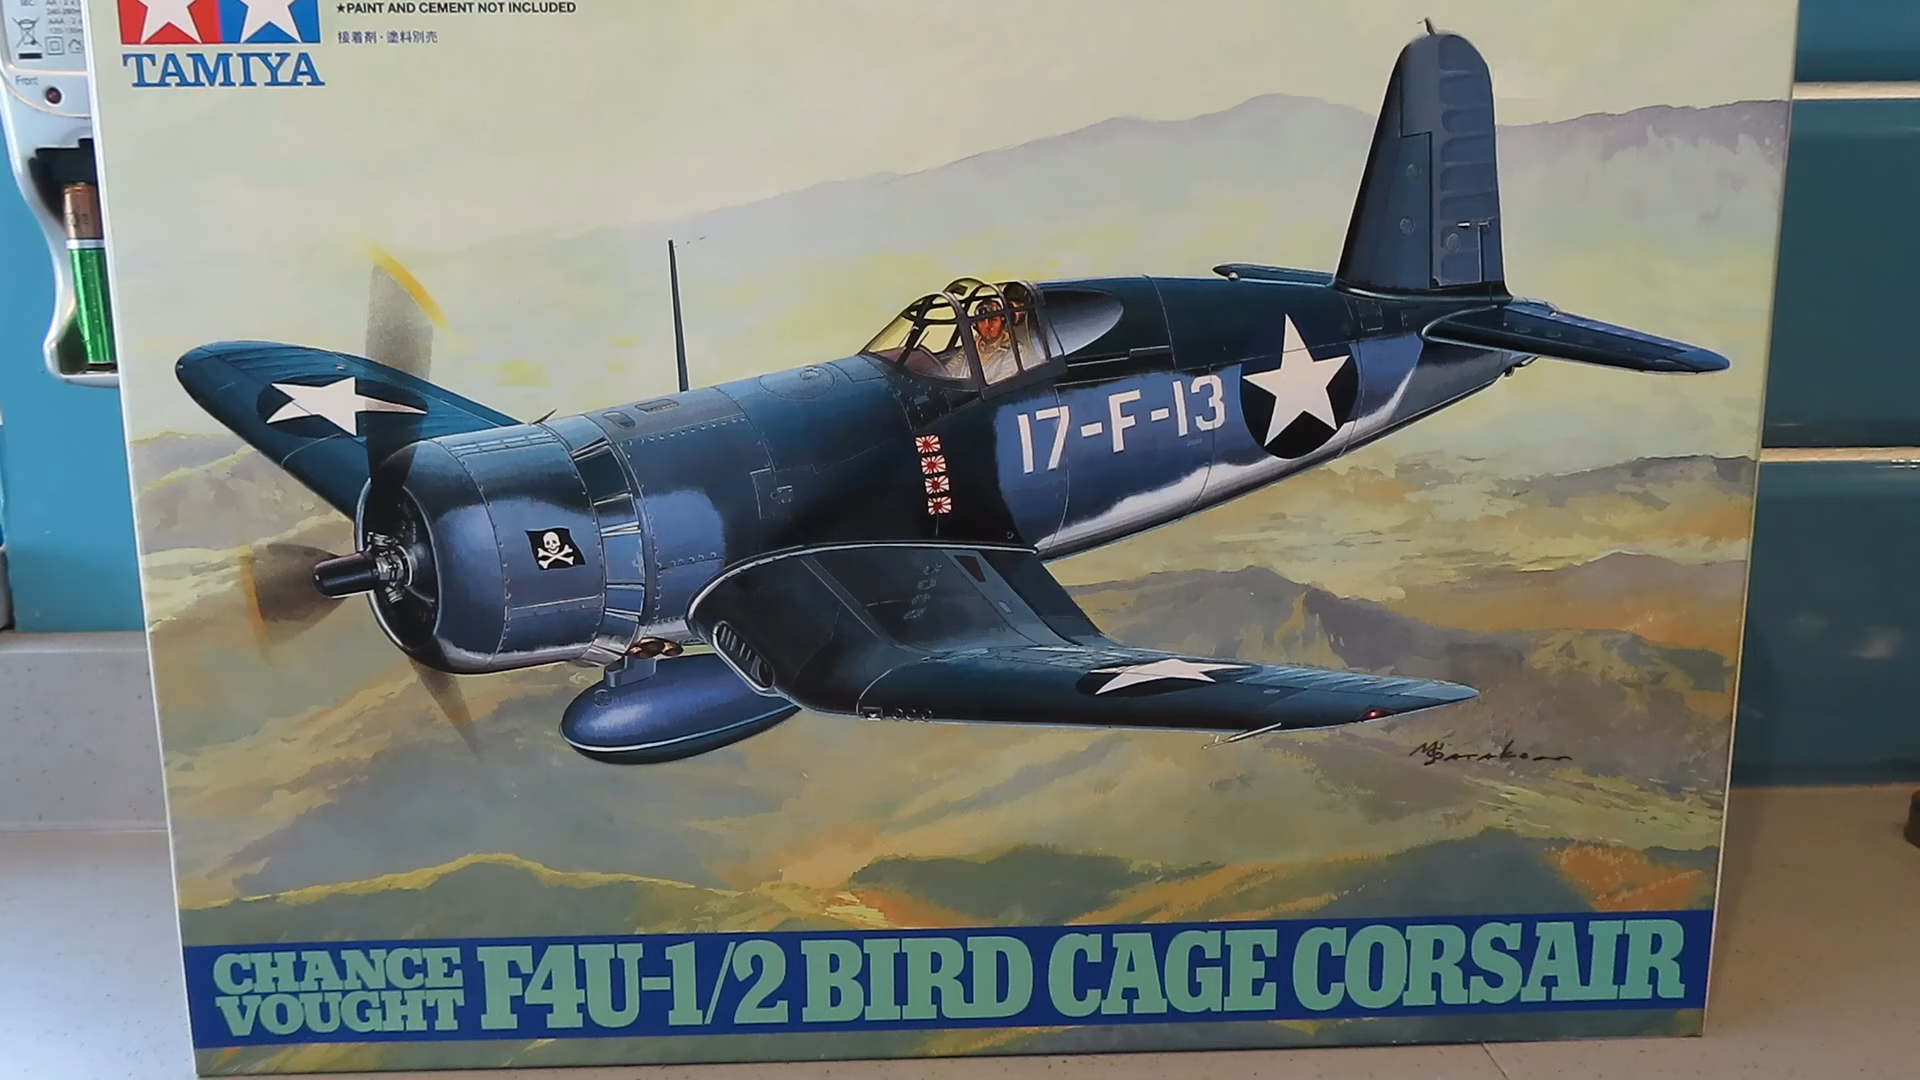 ★PAINT AND CEMENT NOT INCLUDED
接着剤・塗料別売
TAMIYA
Front
17-F-13
CHANCE VOUGHT F4U-1/2 BIRD CAGE CORSAIR